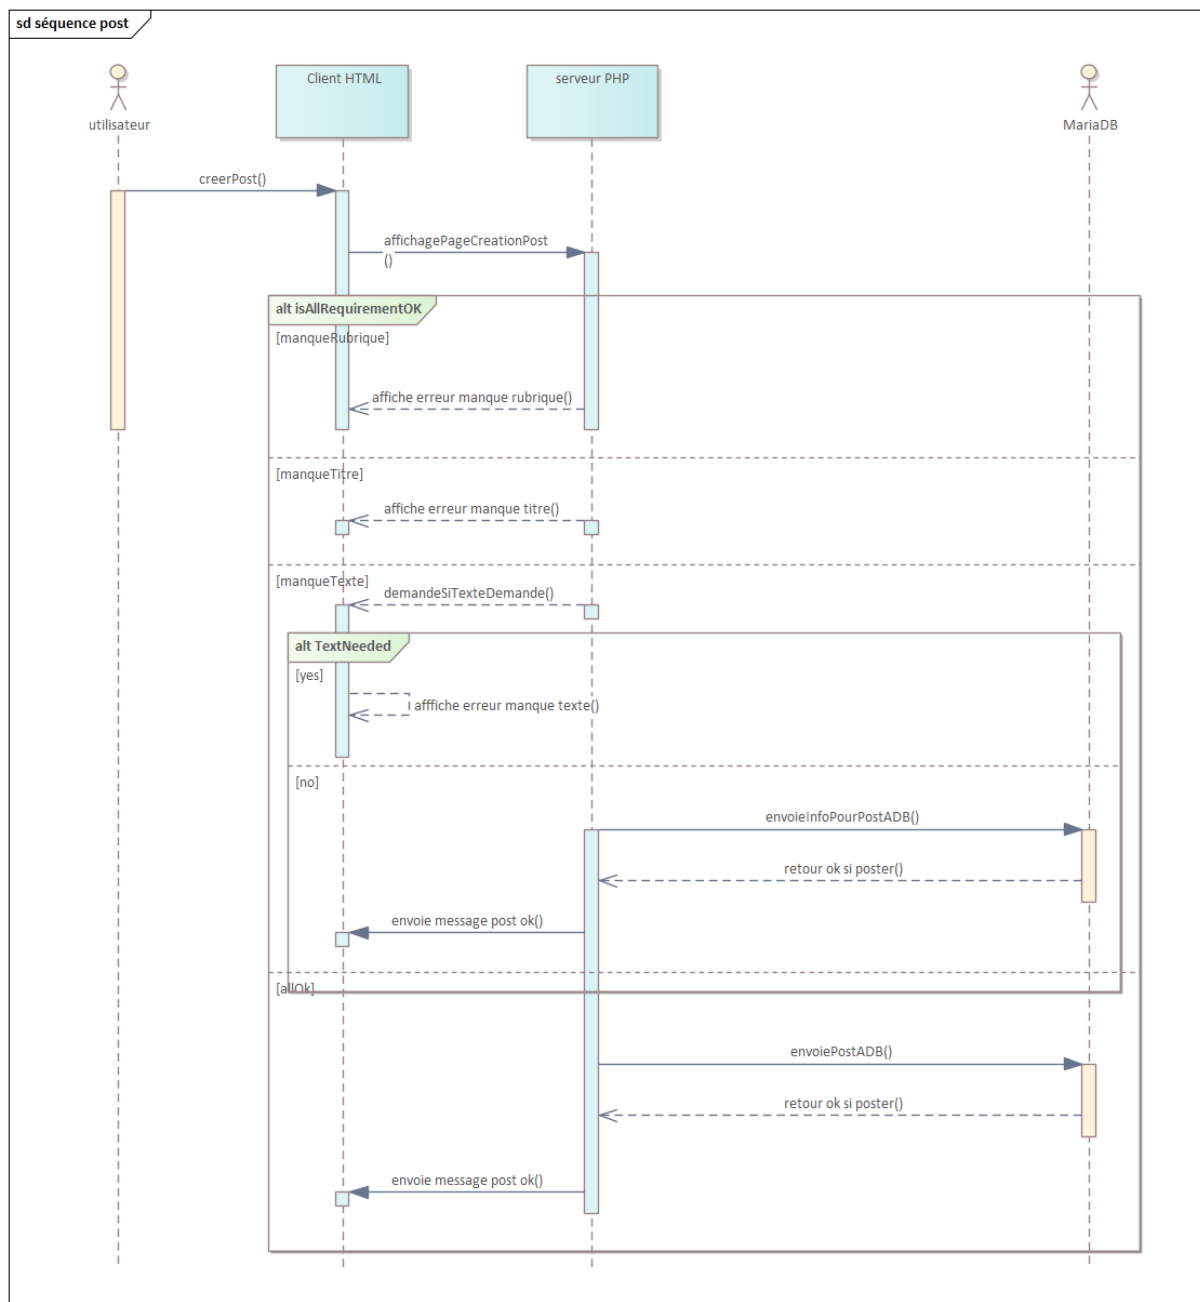 sd séquence post
utilisateur
Client HTML
serveur PHP
MariaDB
creerPost()
affichagePageCreationPost
()
alt isAllRequirementOK
[manqueRubrique]
affiche erreur manque rubrique()
[manqueTitre]
affiche erreur manque titre()
[manqueTexte]
demandeSiTexteDemande()
alt TextNeeded
[yes]
afffiche erreur manque texte()
[no]
envoieInfoPourPostADB()
retour ok si poster()
envoie message post ok()
[allOk]
envoiePostADB()
retour ok si poster()
envoie message post ok()